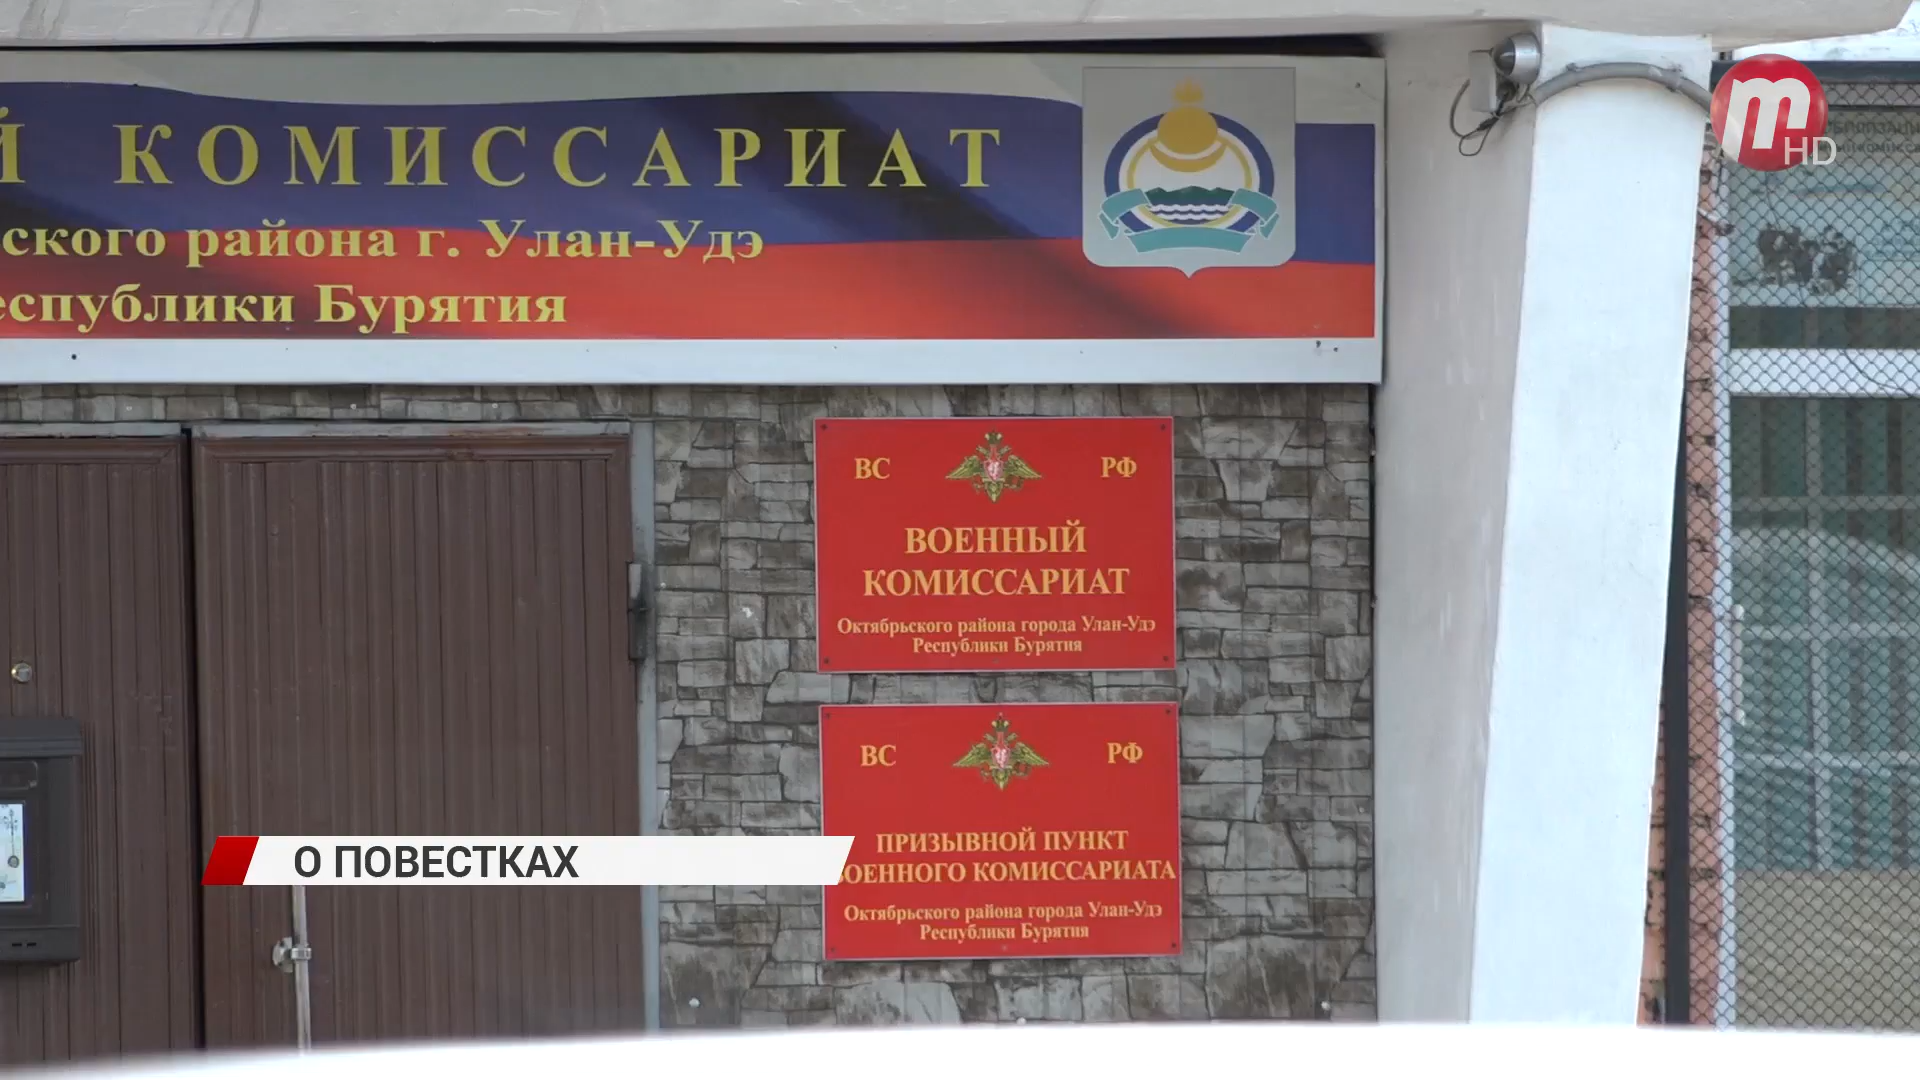 Й КОМИССАРИАТ
ского района г. Улан-Удэ
еспублики Бурятия
m HD
ВС РФ
ВОЕННЫЙ
КОМИССАРИАТ
Октябрьского района города Улан-Удэ
Республики Бурятия
ВС РФ
ПРИЗЫВНОЙ ПУНКТ
ВОЕННОГО КОМИССАРИАТА
Октябрьского района города Улан-Удэ
Республики Бурятия
О ПОВЕСТКАХ